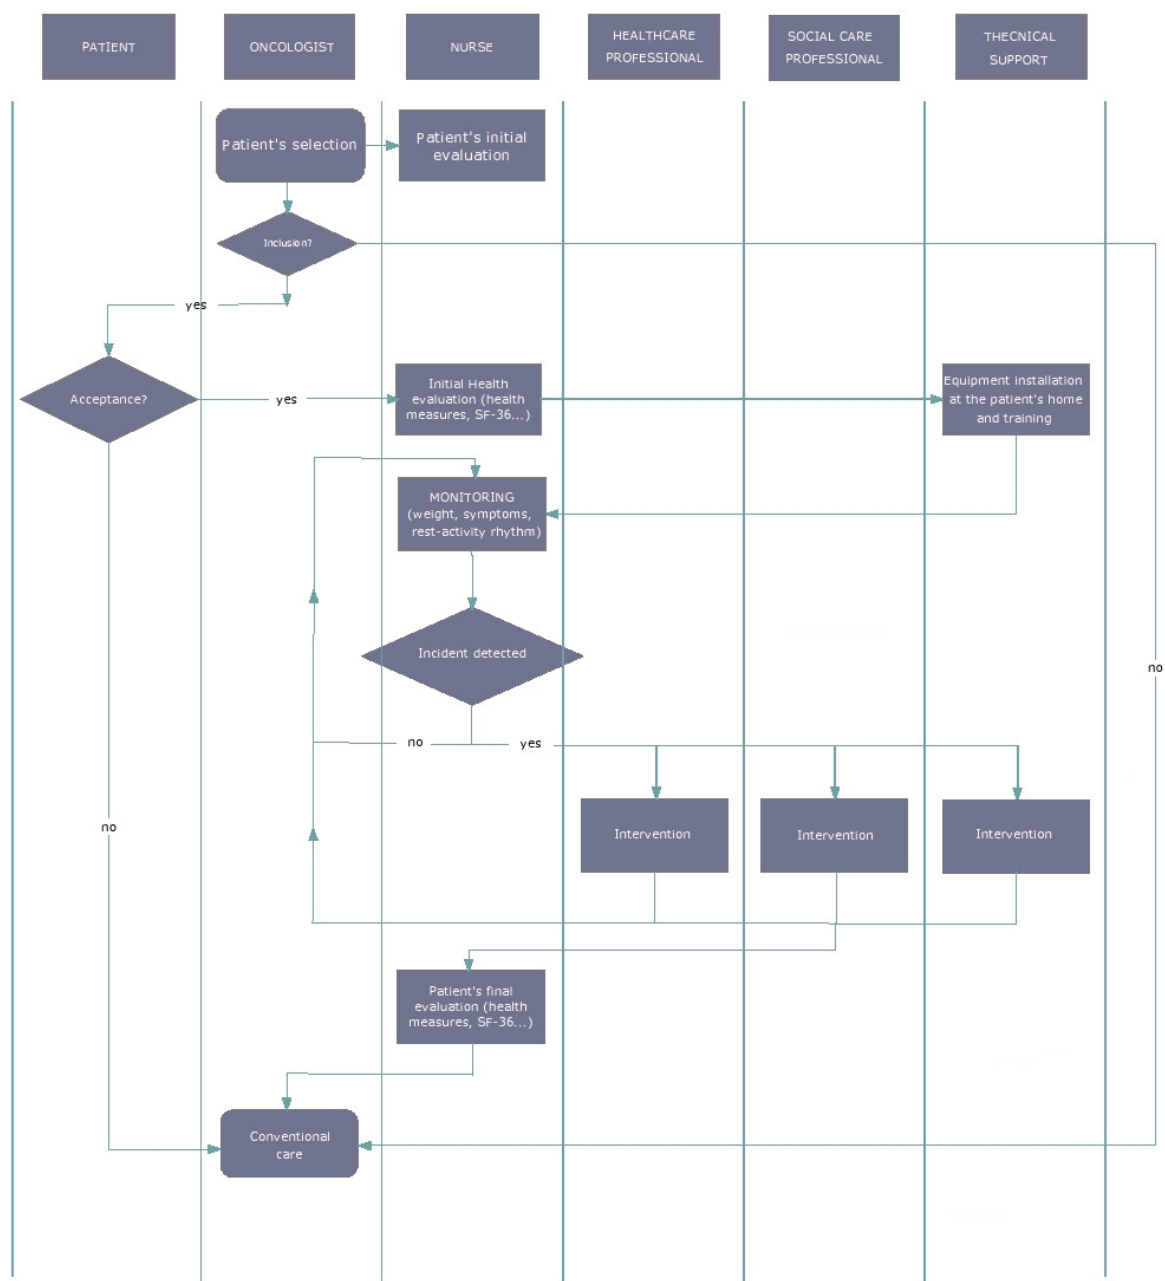 PATIENT
ONCOLOGIST
NURSE
HEALTHCARE
PROFESSIONAL
SOCIAL CARE
PROFESSIONAL
THECNICAL
SUPPORT
Patient's selection
Patient's initial
evaluation
Inclusion?
yes
Acceptance?
yes
Initial Health
evaluation (health
measures, SF-36...)
Equipment installation
at the patient's home
and training
MONITORING
(weight, symptoms,
rest-activity rhythm)
Incident detected
no
no
yes
no
Intervention
Intervention
Intervention
Patient's final
evaluation (health
measures, SF-36...)
Conventional
care